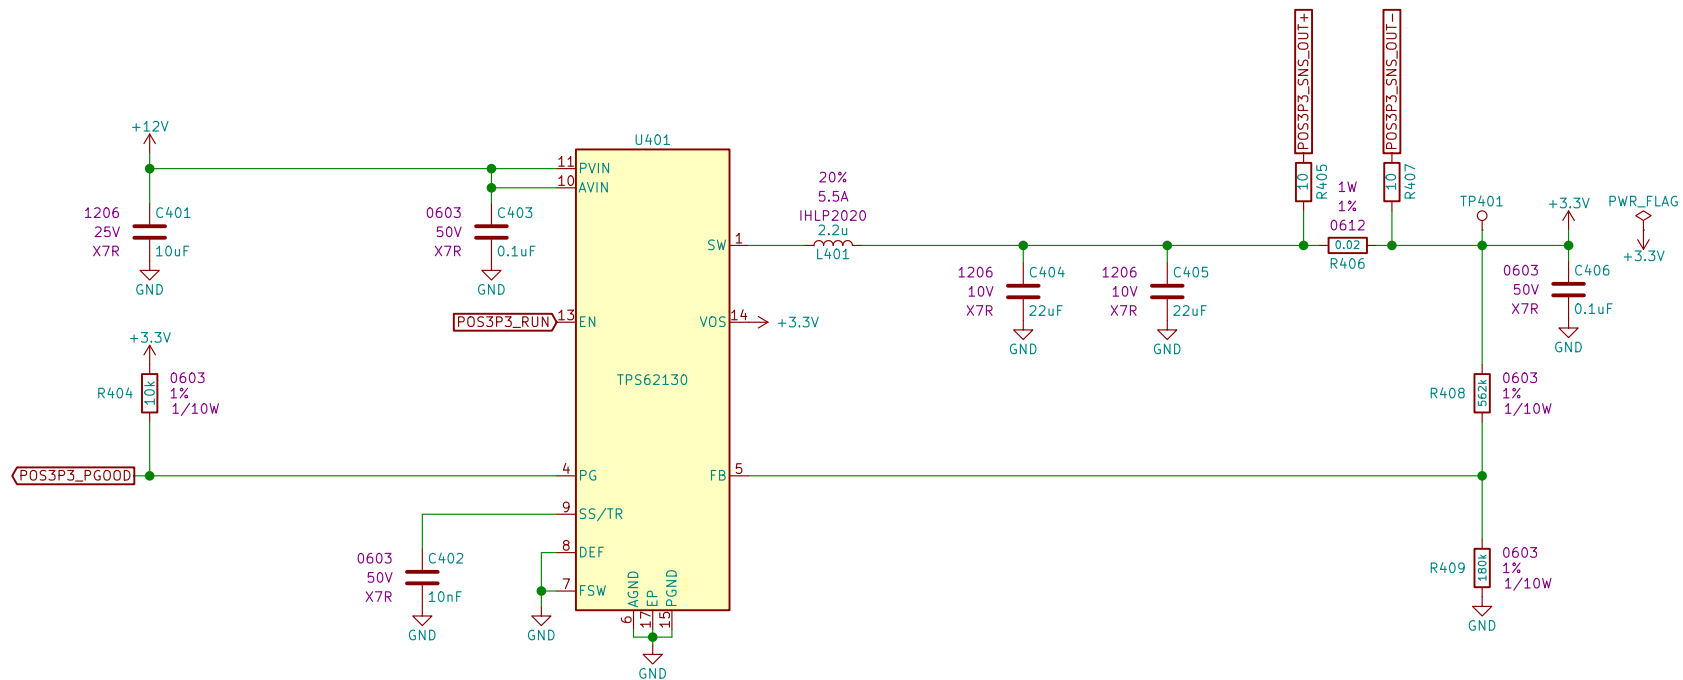 +12V
1206
25V
X7R
C401
10uF
GND
0603
50V
X7R
C403
0.1uF
GND
POS3P3_RUN
+3.3V
R404
10k
0603
1%
1/10W
POS3P3_PGOOD
0603
50V
X7R
C402
10nF
GND
GND
U401
11 PVIN
10 AVIN
13 EN
4 PG
9 SS/TR
8 DEF
7 FSW
TPS62130
SW 1
VOS 14
FB 5
AGND 6
EP 17
PGND 15
GND
+3.3V
20%
5.5A
IHLP2020
2.2u
L401
1206
10V
X7R
C404
22uF
GND
1206
10V
X7R
C405
22uF
GND
POS3P3_SNS_OUT+
10
R405
POS3P3_SNS_OUT-
10
R407
1W
1%
0612
0.02
R406
TP401
+3.3V
PWR_FLAG
+3.3V
0603
50V
X7R
C406
0.1uF
GND
R408
562k
0603
1%
1/10W
R409
180k
0603
1%
1/10W
GND